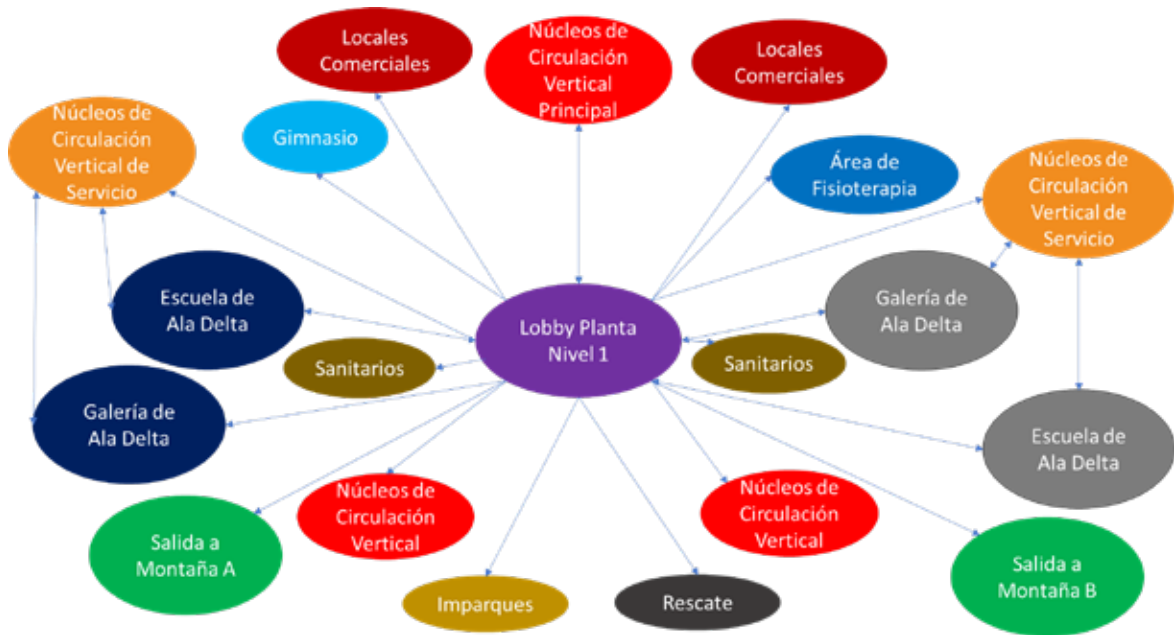 Locales
Comerciales
Núcleos de
Circulación
Vertical
Principal
Locales
Comerciales
Núcleos de
Circulación
Vertical de
Servicio
Gimnasio
Área de
Fisioterapia
Núcleos de
Circulación
Vertical de
Servicio
Escuela de
Ala Delta
Lobby Planta
Nivel 1
Galería de
Ala Delta
Sanitarios
Sanitarios
Galería de
Ala Delta
Escuela de
Ala Delta
Salida a
Montaña A
Núcleos de
Circulación
Vertical
Núcleos de
Circulación
Vertical
Salida a
Montaña B
Imparques
Rescate